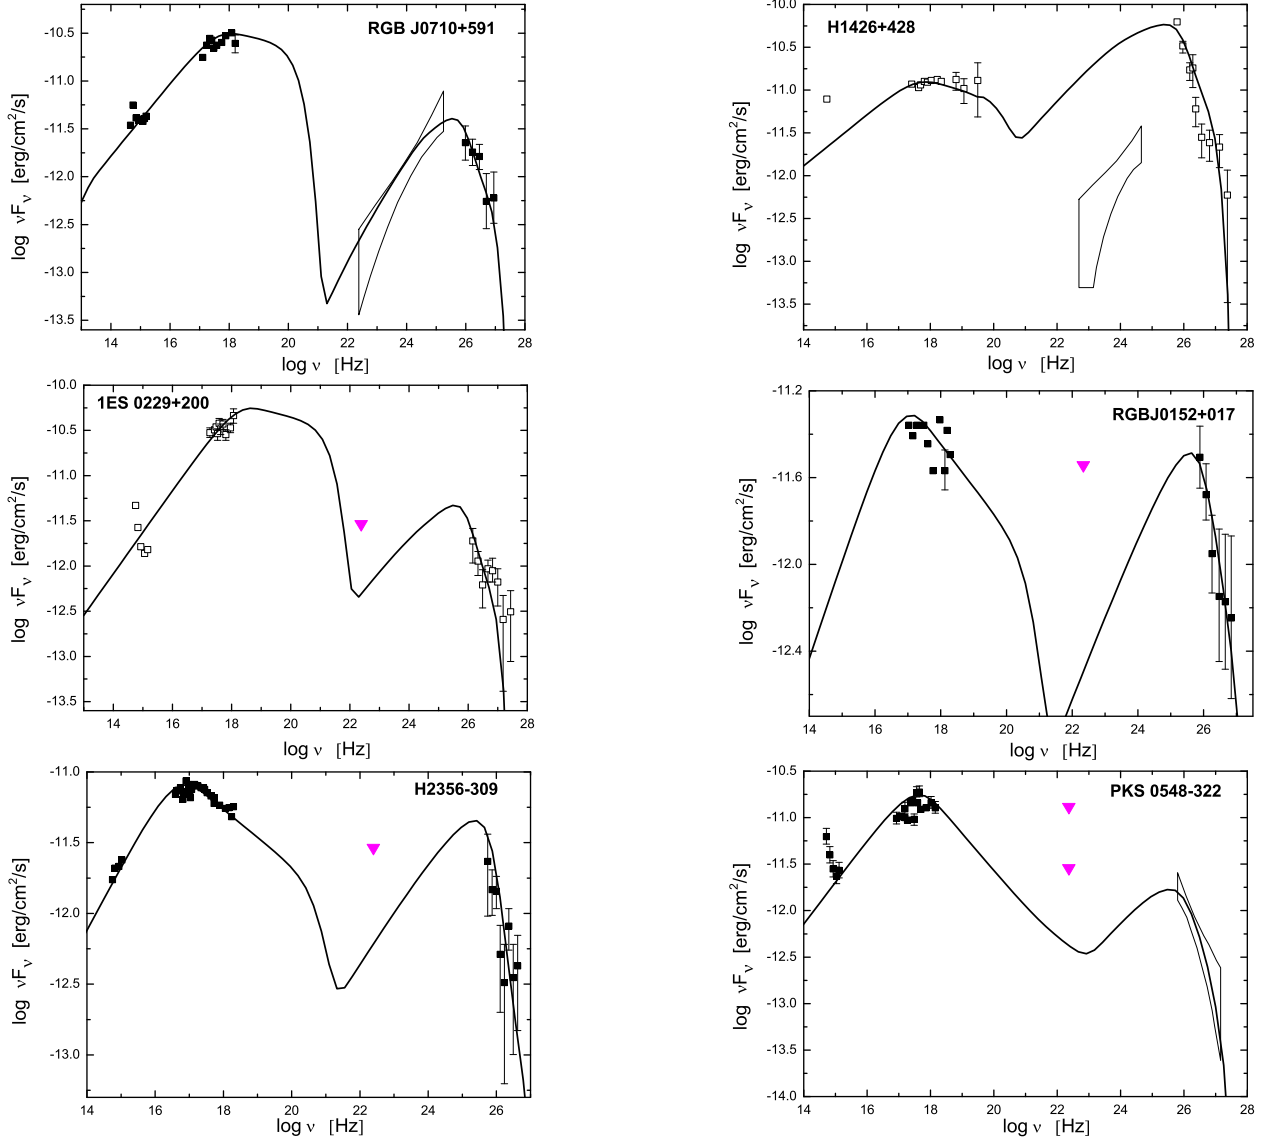 RGB J0710+591
-10.5
-11.0
-11.5
-12.0
-12.5
-13.0
-13.5
log νFν [erg/cm²/s]
14 16 18 20 22 24 26 28
log ν [Hz]
H1426+428
-10.0
-10.5
-11.0
-11.5
-12.0
-12.5
-13.0
-13.5
log νFν [erg/cm²/s]
14 16 18 20 22 24 26 28
log ν [Hz]
1ES 0229+200
-10.0
-10.5
-11.0
-11.5
-12.0
-12.5
-13.0
-13.5
log νFν [erg/cm²/s]
14 16 18 20 22 24 26 28
log ν [Hz]
RGBJ0152+017
-11.2
-11.6
-12.0
-12.4
log νFν [erg/cm²/s]
14 16 18 20 22 24 26
log ν [Hz]
H2356-309
-11.0
-11.5
-12.0
-12.5
-13.0
log νFν [erg/cm²/s]
14 16 18 20 22 24 26
log ν [Hz]
PKS 0548-322
-10.5
-11.0
-11.5
-12.0
-12.5
-13.0
-13.5
-14.0
log νFν [erg/cm²/s]
14 16 18 20 22 24 26 28
log ν [Hz]